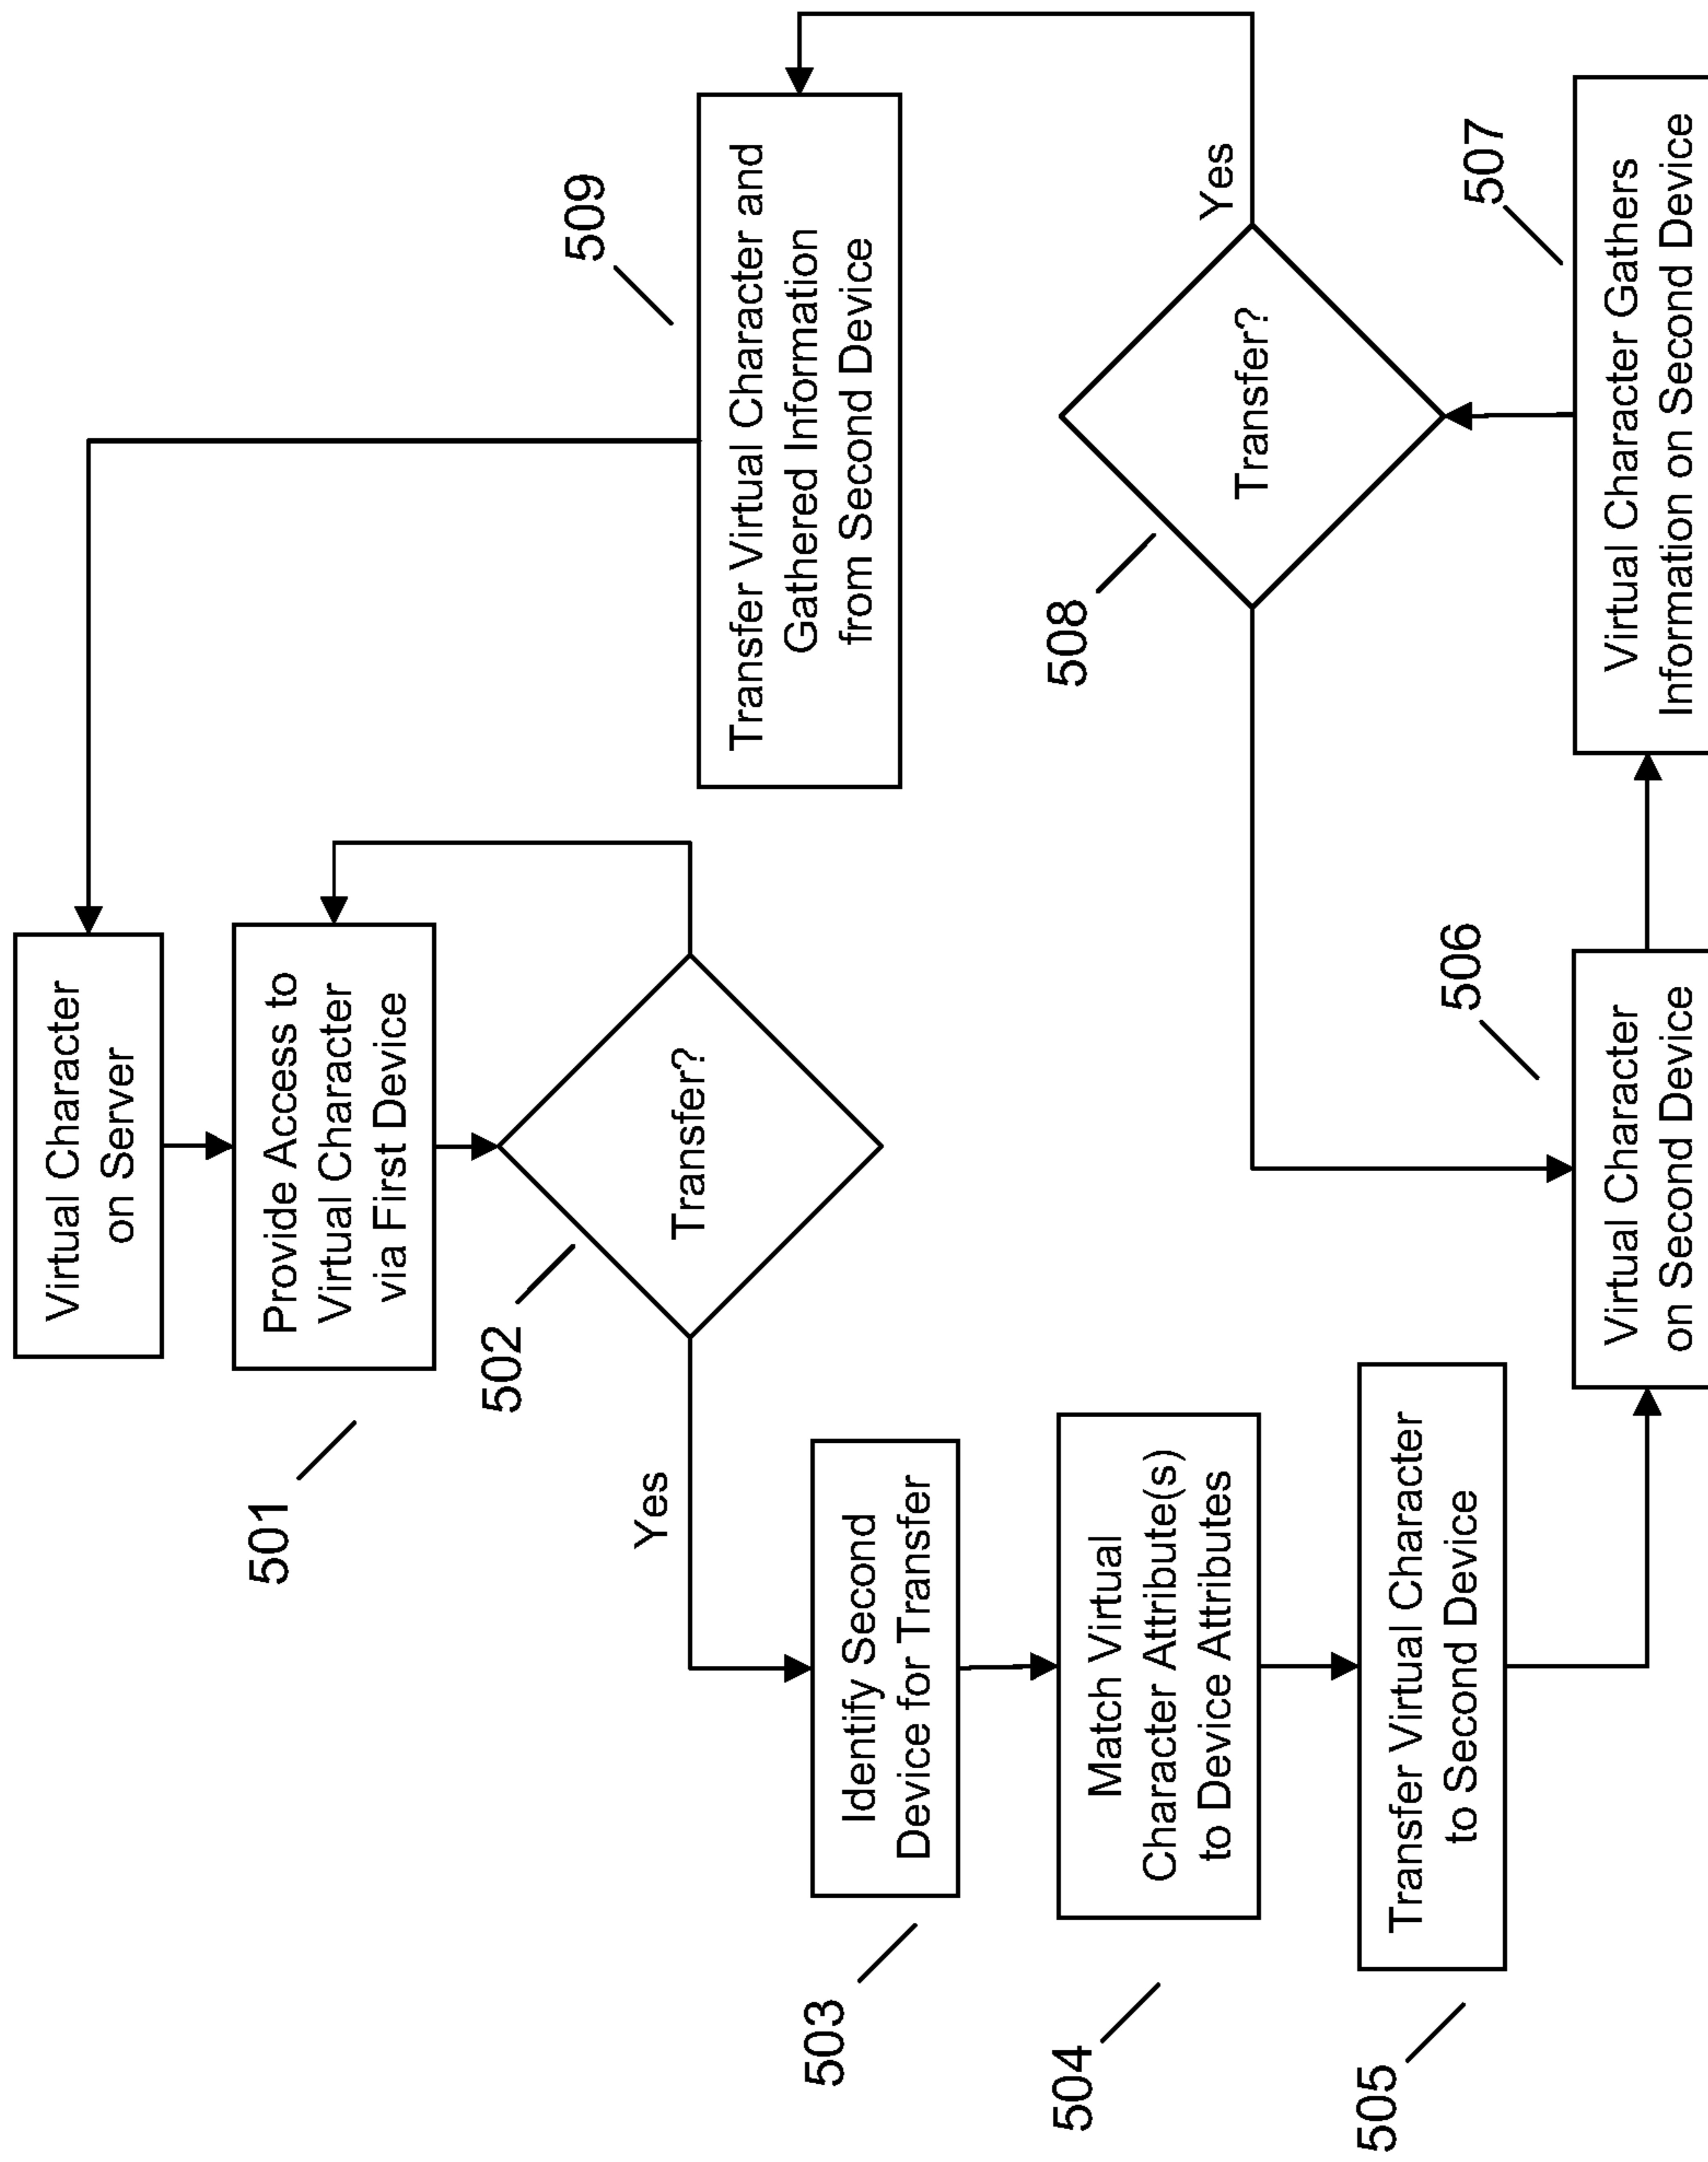 Virtual Character
on Server
501
Provide Access to
Virtual Character
via First Device
502
Transfer?
Yes
503
Identify Second
Device for Transfer
504
Match Virtual
Character Attribute(s)
to Device Attributes
505
Transfer Virtual Character
to Second Device
506
Virtual Character
on Second Device
507
Virtual Character Gathers
Information on Second Device
508
Transfer?
Yes
509
Transfer Virtual Character and
Gathered Information
from Second Device